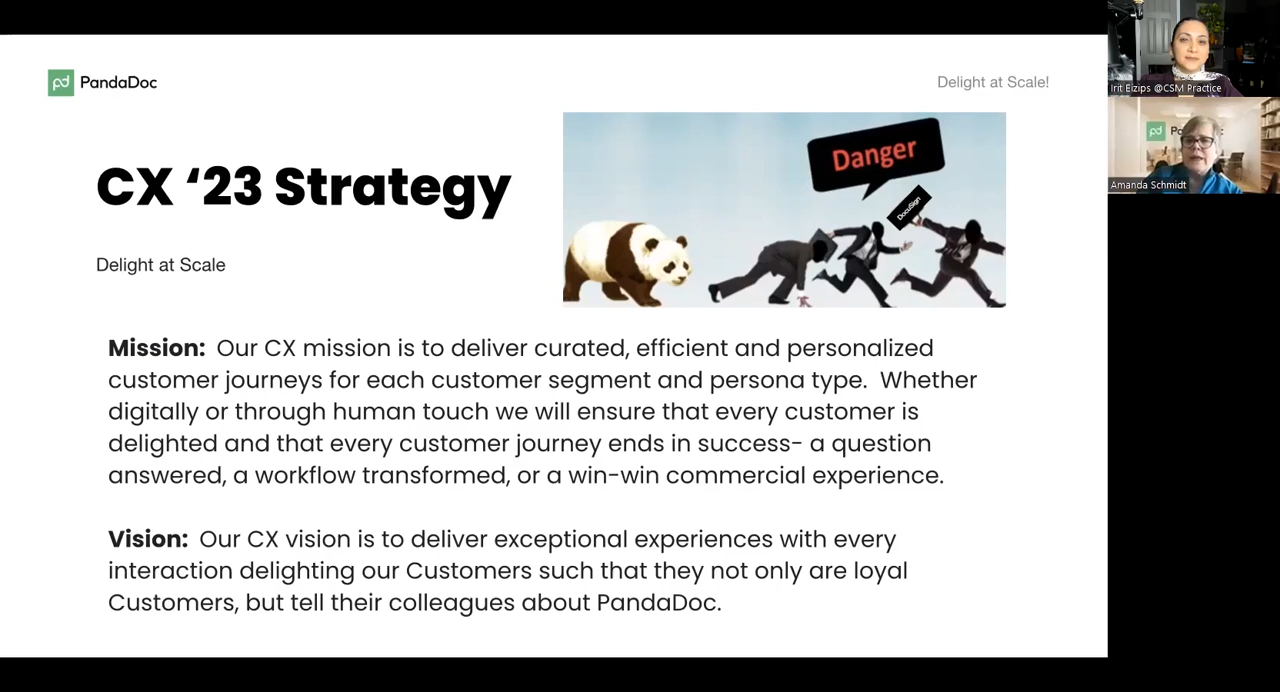 PandaDoc
Delight at Scale!
CX ‘23 Strategy
Delight at Scale
Danger
DocuSign
Mission: Our CX mission is to deliver curated, efficient and personalized
customer journeys for each customer segment and persona type. Whether
digitally or through human touch we will ensure that every customer is
delighted and that every customer journey ends in success- a question
answered, a workflow transformed, or a win-win commercial experience.
Vision: Our CX vision is to deliver exceptional experiences with every
interaction delighting our Customers such that they not only are loyal
Customers, but tell their colleagues about PandaDoc.
Irit Eizips @CSM Practice
Amanda Schmidt